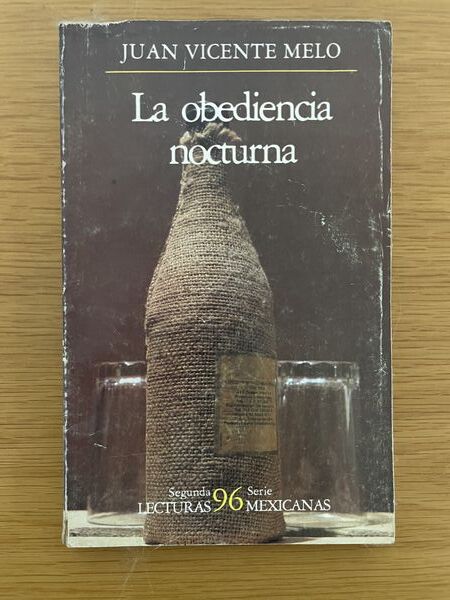 JUAN VICENTE MELO
La obediencia
nocturna
Segunda 96 Serie
LECTURAS MEXICANAS